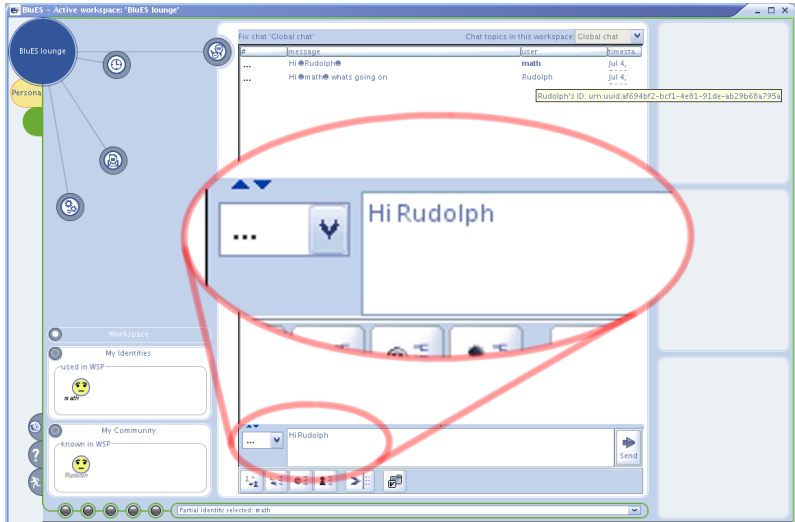 BluES - Active workspace: 'BluES lounge'
BluES lounge
Persona
Fix chat 'Global chat'
Chat topics in this workspace: Global chat
# message user timesta
... Hi ☻Rudolph☻ math Jul 4,
... Hi ☻math☻ whats going on Rudolph Jul 4,
Rudolph's ID: urn:uuid:af694bf2-bcf1-4e81-91de-ab29b68a795a
... Hi Rudolph
Workspace
My Identities
used in WSP
math
My Community
known in WSP
Rudolph
... Hi Rudolph
Send
?
Partial identity selected: math